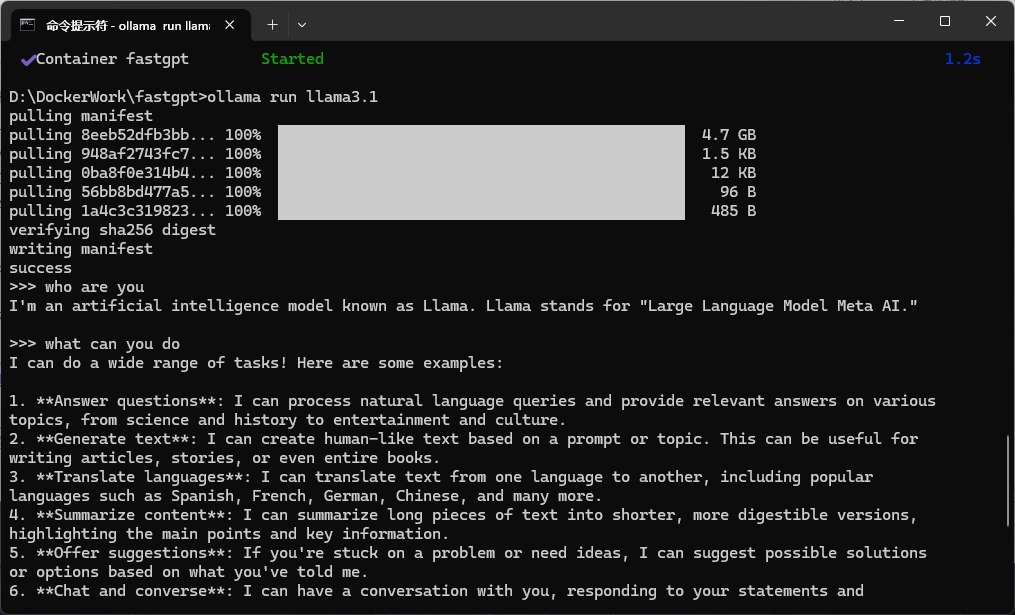 命令提示符 - ollama run llama
Container fastgpt Started 1.2s
D:\DockerWork\fastgpt>ollama run llama3.1
pulling manifest
pulling 8eeb52dfb3bb... 100% 4.7 GB
pulling 948af2743fc7... 100% 1.5 KB
pulling 0ba8f0e314b4... 100% 12 KB
pulling 56bb8bd477a5... 100% 96 B
pulling 1a4c3c319823... 100% 485 B
verifying sha256 digest
writing manifest
success
>>> who are you
I'm an artificial intelligence model known as Llama. Llama stands for "Large Language Model Meta AI."
>>> what can you do
I can do a wide range of tasks! Here are some examples:
1. **Answer questions**: I can process natural language queries and provide relevant answers on various
topics, from science and history to entertainment and culture.
2. **Generate text**: I can create human-like text based on a prompt or topic. This can be useful for
writing articles, stories, or even entire books.
3. **Translate languages**: I can translate text from one language to another, including popular
languages such as Spanish, French, German, Chinese, and many more.
4. **Summarize content**: I can summarize long pieces of text into shorter, more digestible versions,
highlighting the main points and key information.
5. **Offer suggestions**: If you're stuck on a problem or need ideas, I can suggest possible solutions
or options based on what you've told me.
6. **Chat and converse**: I can have a conversation with you, responding to your statements and